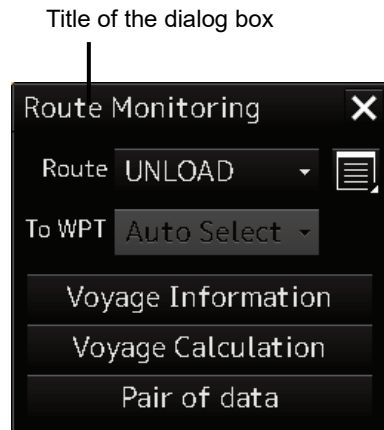 Title of the dialog box
Route Monitoring
Route UNLOAD
To WPT Auto Select
Voyage Information
Voyage Calculation
Pair of data